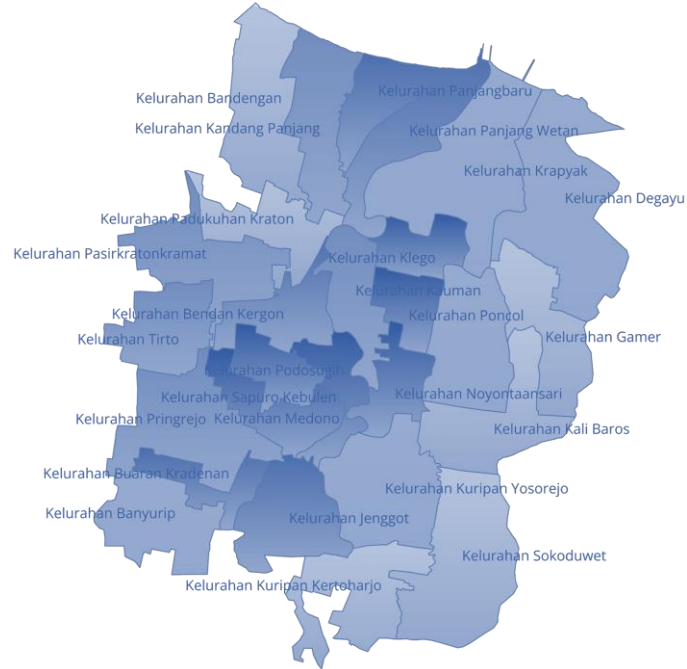 Kelurahan Panjangbaru
Kelurahan Bandengan
Kelurahan Kandang Panjang
Kelurahan Panjang Wetan
Kelurahan Krapyak
Kelurahan Degayu
Kelurahan Padukuhan Kraton
Kelurahan Pasirkratonkramat
Kelurahan Klego
Kelurahan Kauman
Kelurahan Bendan Kergon
Kelurahan Poncol
Kelurahan Tirto
Kelurahan Gamer
Kelurahan Podosugih
Kelurahan Sapuro Kebulen
Kelurahan Noyontaansari
Kelurahan Pringrejo
Kelurahan Medono
Kelurahan Kali Baros
Kelurahan Buaran Kradenan
Kelurahan Kuripan Yosorejo
Kelurahan Banyurip
Kelurahan Jenggot
Kelurahan Sokoduwet
Kelurahan Kuripan Kertoharjo